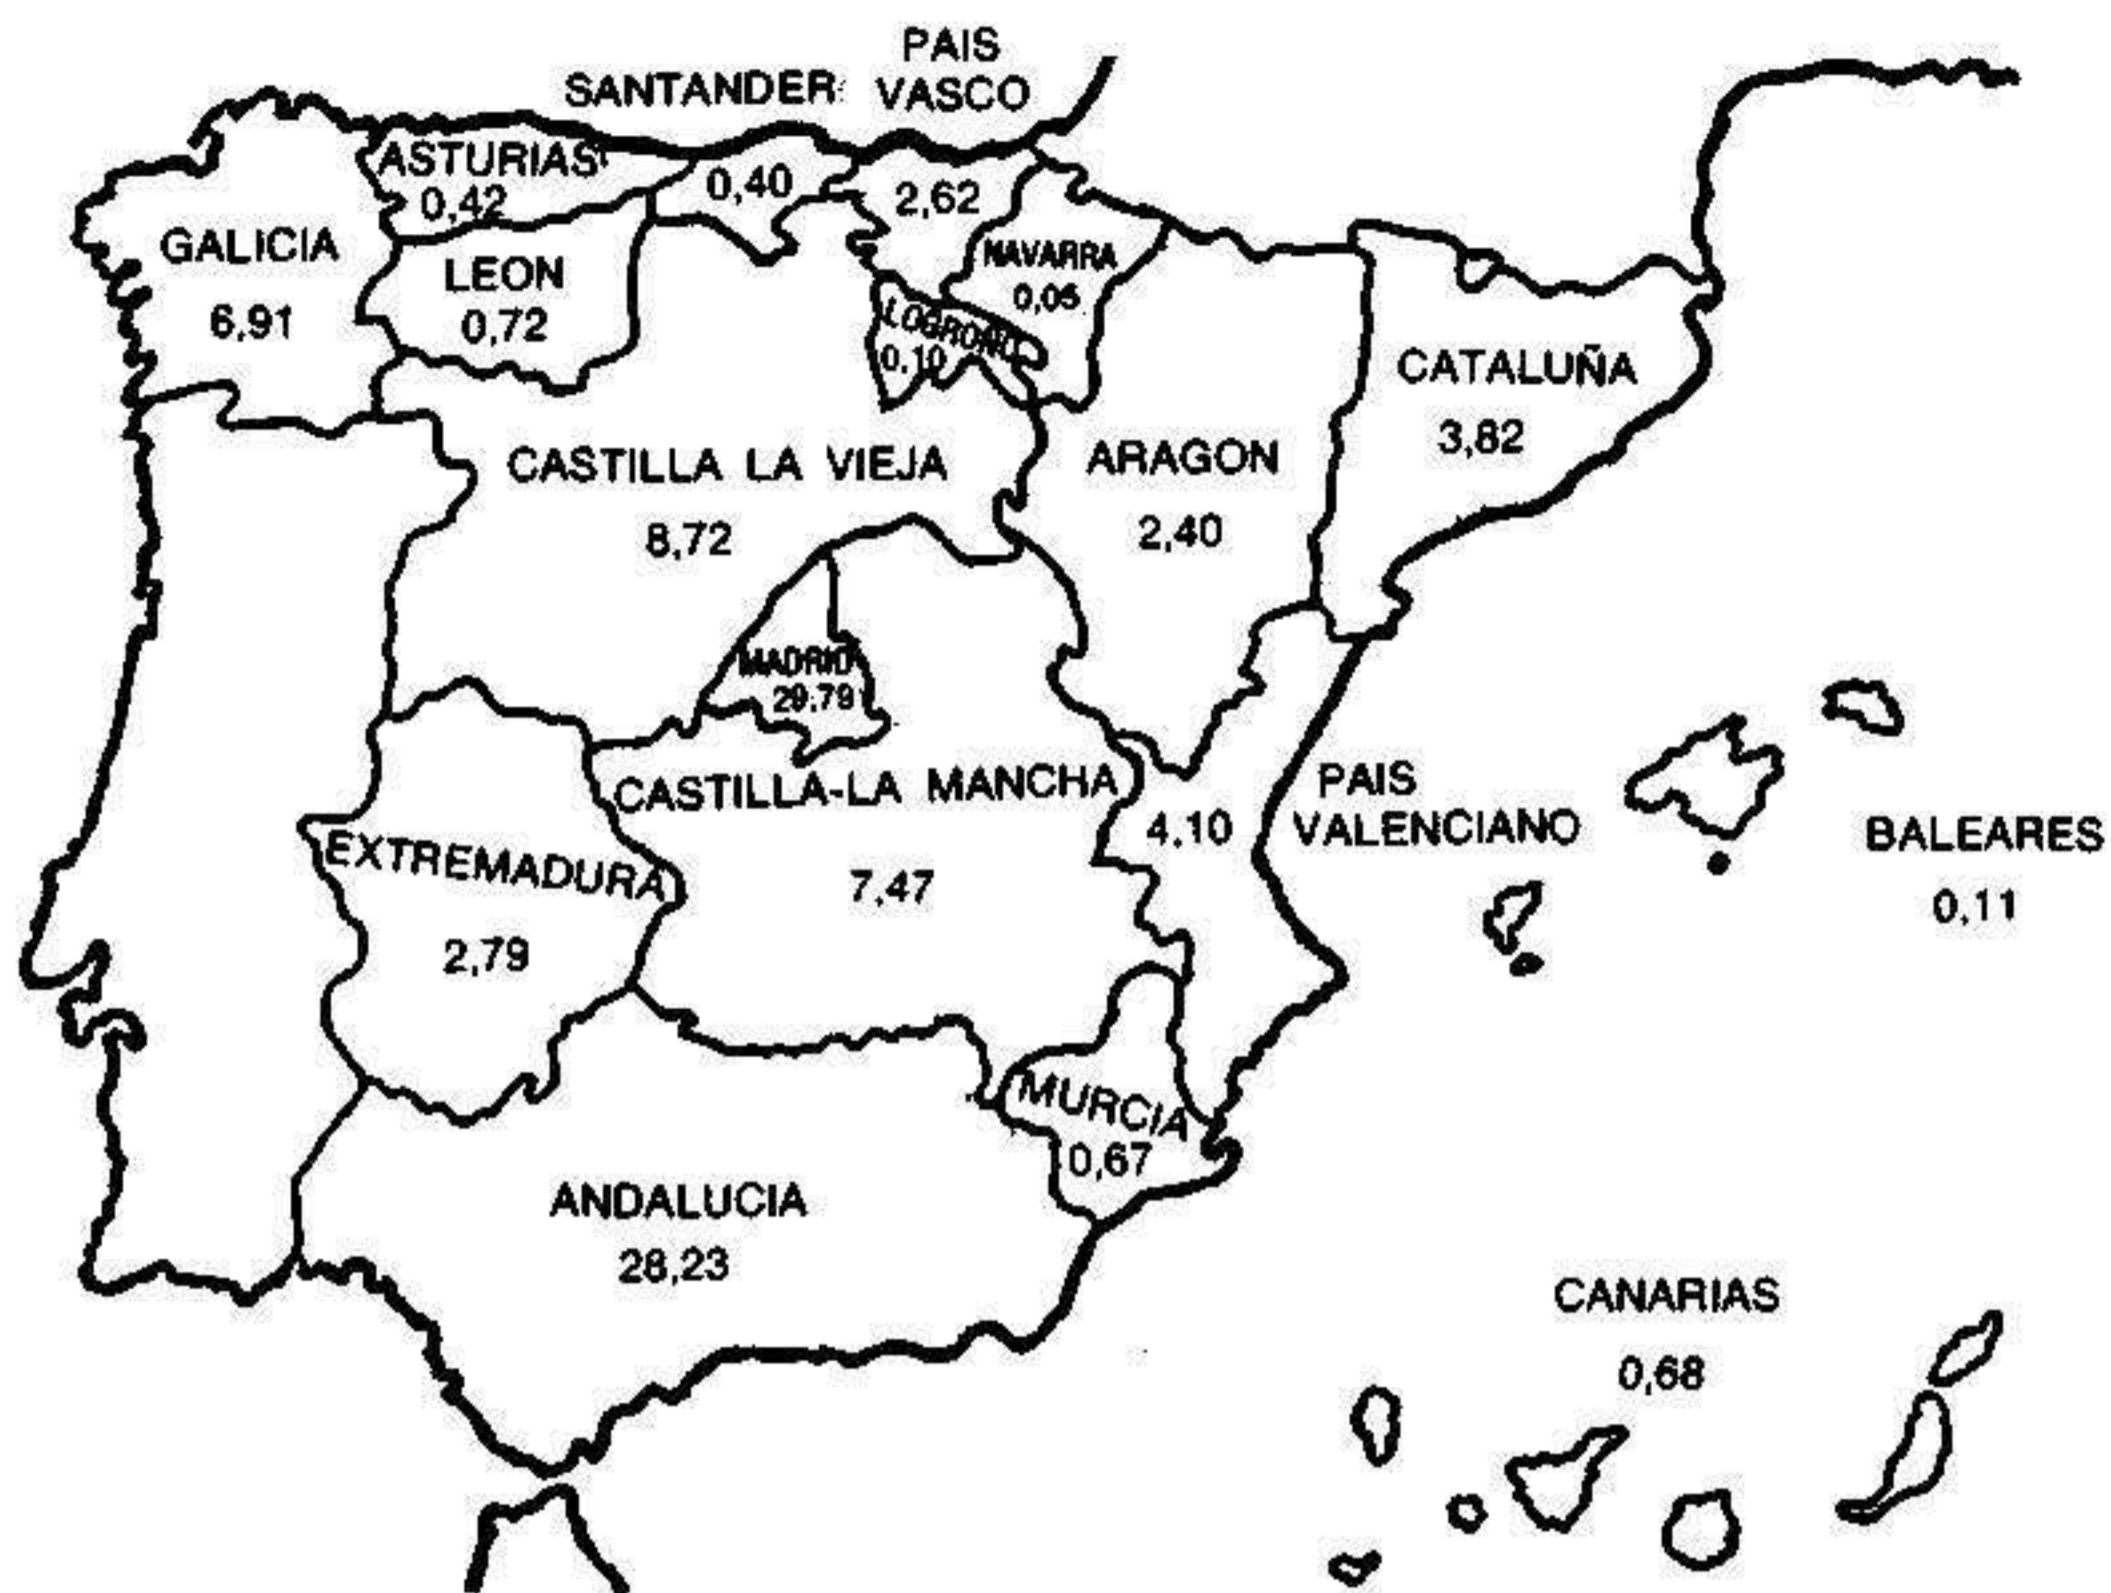 PAIS
VASCO
SANTANDER
ASTURIAS
0,42
0,40
2,62
GALICIA
6,91
LEON
0,72
NAVARRA
0,05
LOGROÑO
0,10
CATALUÑA
3,82
CASTILLA LA VIEJA
8,72
ARAGON
2,40
MADRID
29,79
CASTILLA-LA MANCHA
7,47
PAIS
VALENCIANO
4,10
BALEARES
0,11
EXTREMADURA
2,79
MURCIA
0,67
ANDALUCIA
28,23
CANARIAS
0,68